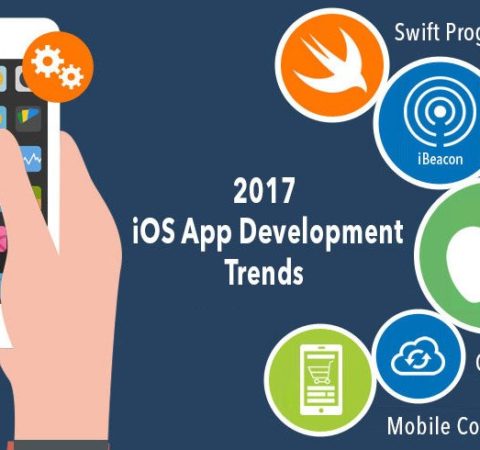 Swift Prog
iBeacon
2017
iOS App Development
Trends
Mobile Co